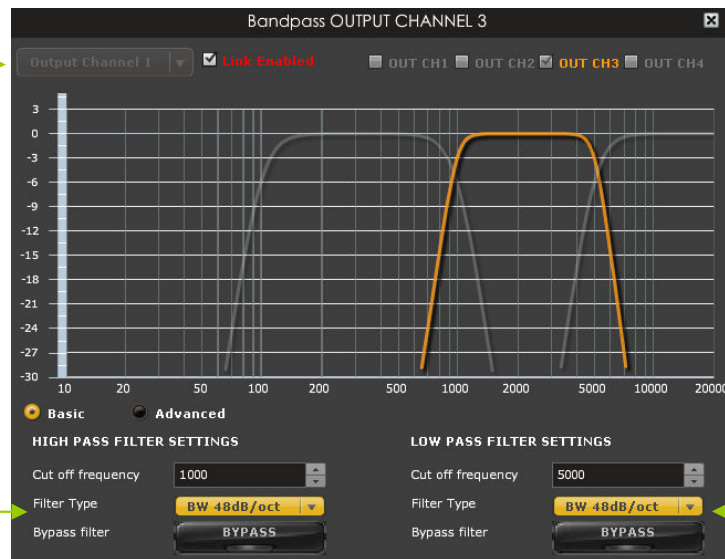 Bandpass OUTPUT CHANNEL 3
Output Channel 1 Link Enabled OUT CH1 OUT CH2 OUT CH3 OUT CH4
3
0
-3
-6
-9
-12
-15
-18
-21
-24
-27
-30
10 20 50 100 200 500 1000 2000 5000 10000 20000
Basic Advanced
HIGH PASS FILTER SETTINGS LOW PASS FILTER SETTINGS
Cut off frequency 1000 Cut off frequency 5000
Filter Type BW 48dB/oct Filter Type BW 48dB/oct
Bypass filter BYPASS Bypass filter BYPASS